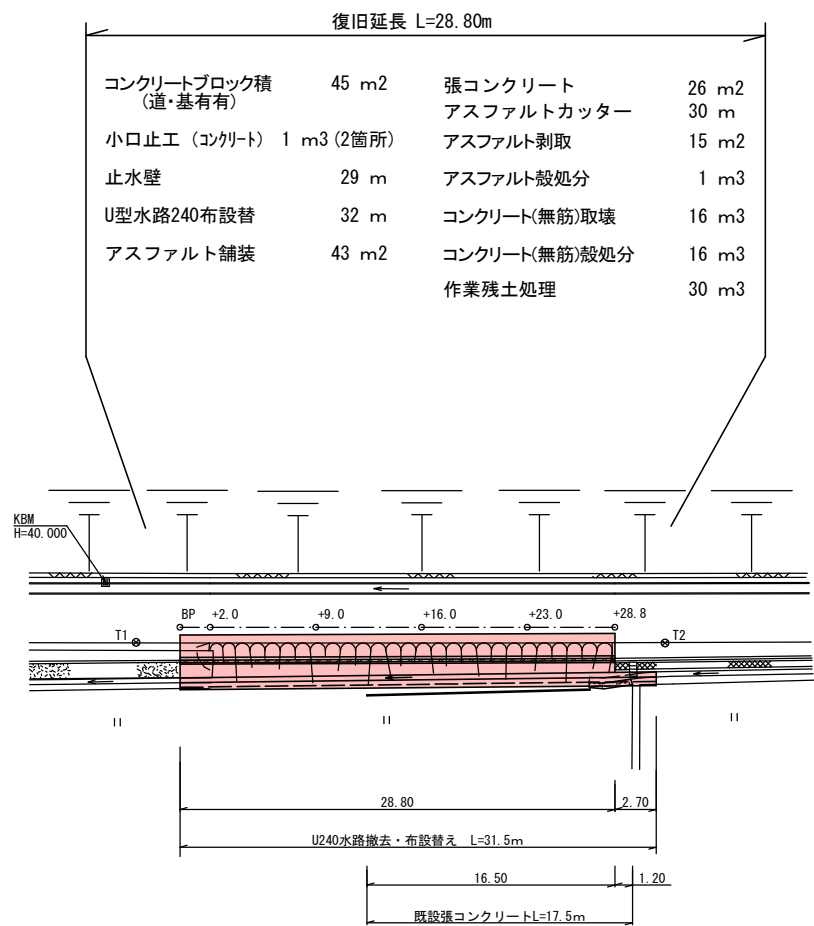 復旧延長 L=28.80m
コンクリートブロック積 45 m2
(道・基有有)
小口止工 (コンクリート) 1 m3 (2箇所)
止水壁 29 m
U型水路240布設替 32 m
アスファルト舗装 43 m2
張コンクリート 26 m2
アスファルトカッター 30 m
アスファルト剥取 15 m2
アスファルト殻処分 1 m3
コンクリート(無筋)取壊 16 m3
コンクリート(無筋)殻処分 16 m3
作業残土処理 30 m3
KBM
H=40.000
BP +2.0 +9.0 +16.0 +23.0 +28.8
T1 T2
28.80 2.70
U240水路撤去・布設替え L=31.5m
16.50 1.20
既設張コンクリートL=17.5m